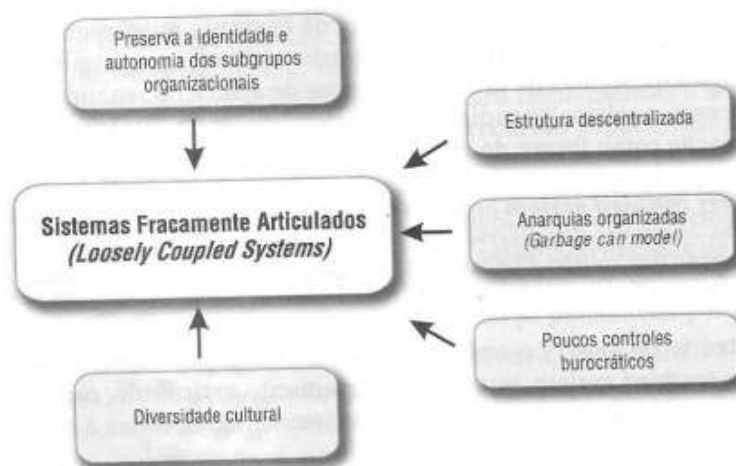 Preserva a identidade e
autonomia dos subgrupos
organizacionais
Estrutura descentralizada
Sistemas Fracamente Articulados
(Loosely Coupled Systems)
Anarquias organizadas
(Garbage can model)
Poucos controles
burocráticos
Diversidade cultural